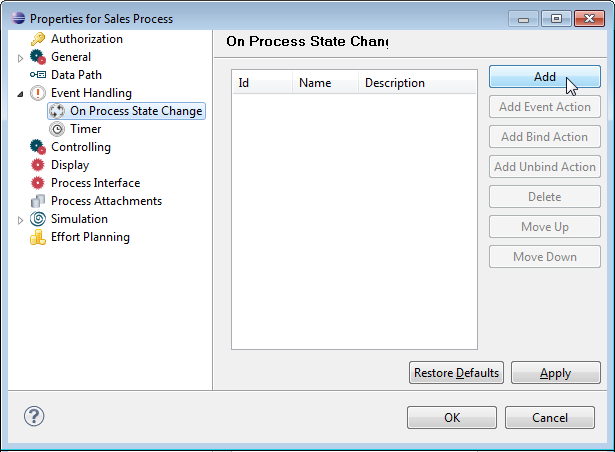 Properties for Sales Process
Authorization
General
Data Path
Event Handling
On Process State Change
Timer
Controlling
Display
Process Interface
Process Attachments
Simulation
Effort Planning
On Process State Chang
Id Name Description
Add
Add Event Action
Add Bind Action
Add Unbind Action
Delete
Move Up
Move Down
Restore Defaults Apply
?
OK Cancel